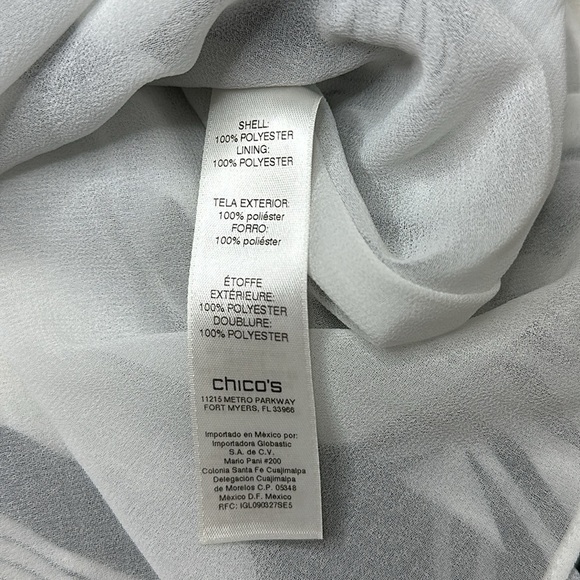 SHELL:
100% POLYESTER
LINING:
100% POLYESTER
TELA EXTERIOR:
100% poliéster
FORRO:
100% poliéster
ÉTOFFE
EXTÉRIEURE:
100% POLYESTER
DOUBLURE:
100% POLYESTER
chico's
11215 METRO PARKWAY
FORT MYERS, FL 33966
Importado en México por:
Importadora Globastic
S.A. de C.V.
Mario Pani #200
Colonia Santa Fe Cuajimalpa
Delegacion Cuajimalpa
de Morelos C.P. 05348
México D.F. Mexico
RFC: IGL090327SE5